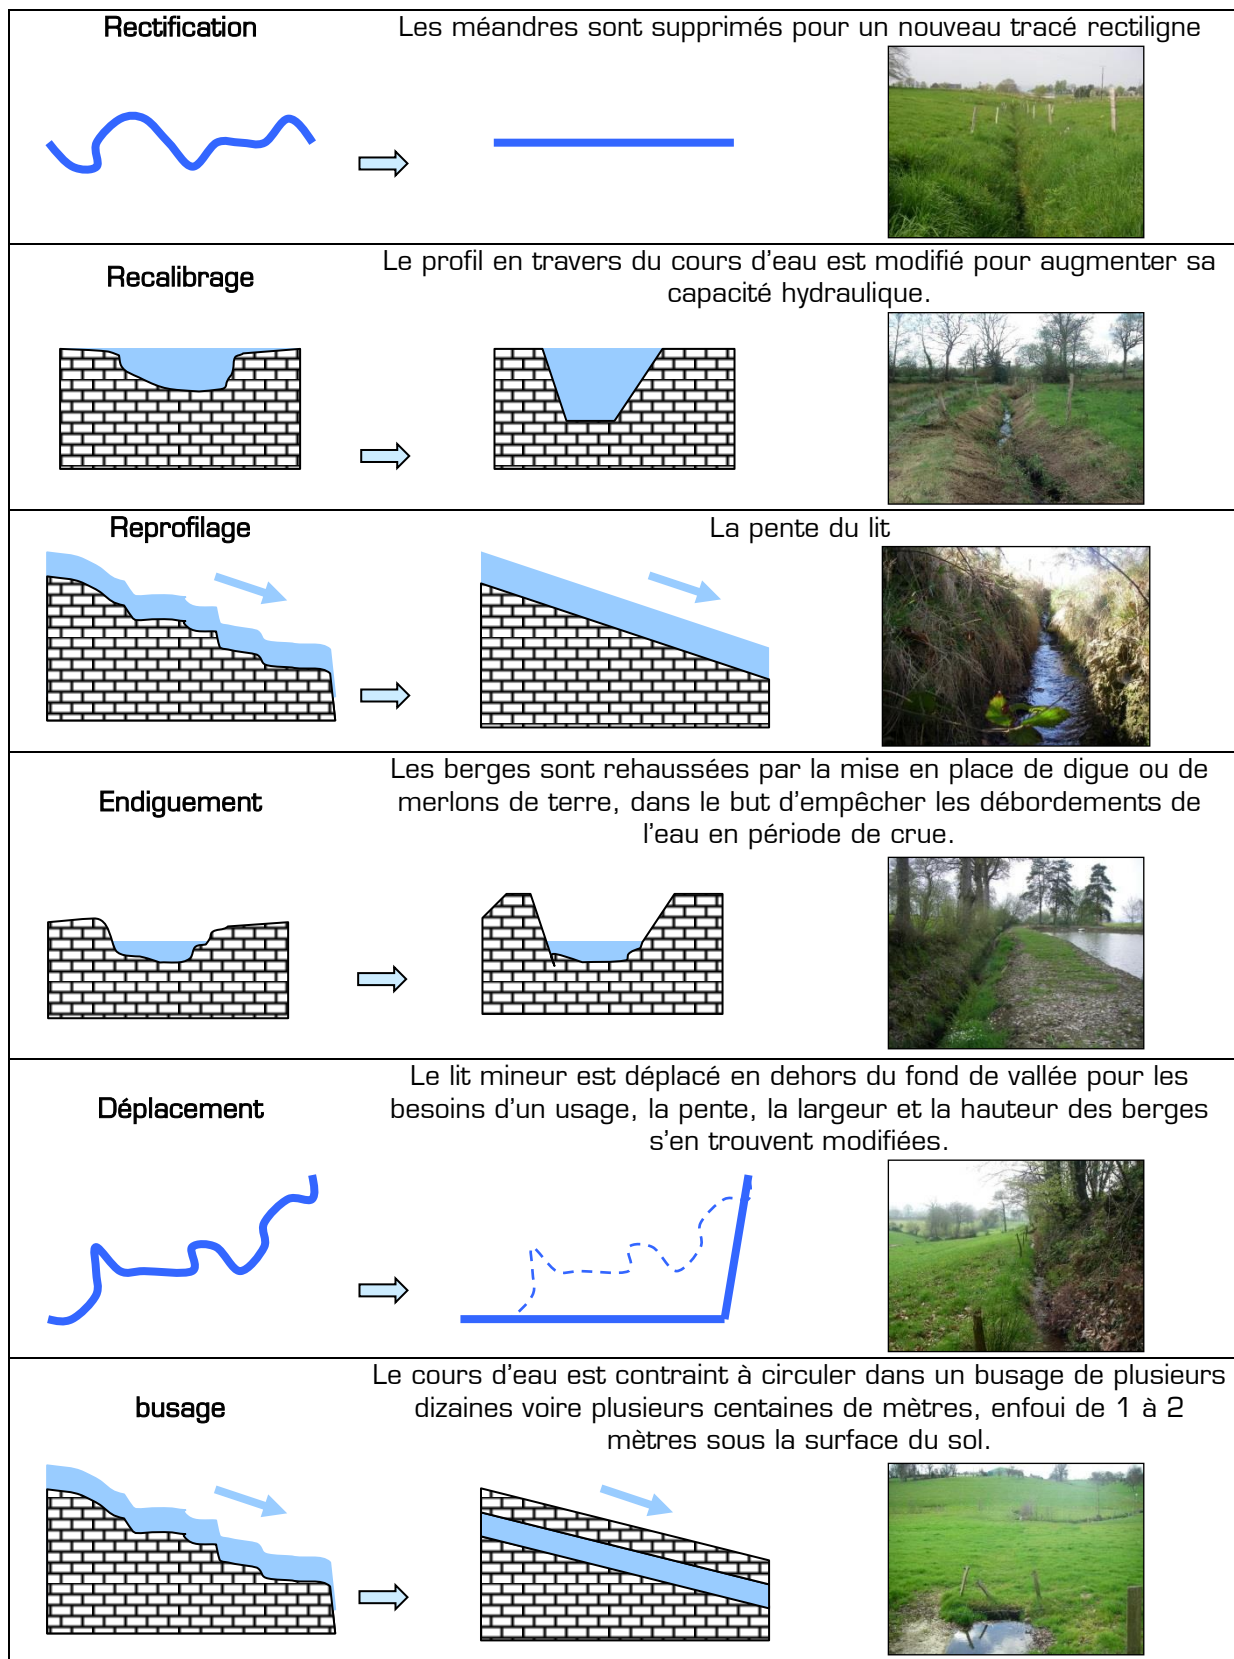 Rectification
Les méandres sont supprimés pour un nouveau tracé rectiligne
Recalibrage
Le profil en travers du cours d'eau est modifié pour augmenter sa
capacité hydraulique.
Reprofilage
La pente du lit
Endiguement
Les berges sont rehaussées par la mise en place de digue ou de
merlons de terre, dans le but d'empêcher les débordements de
l'eau en période de crue.
Déplacement
Le lit mineur est déplacé en dehors du fond de vallée pour les
besoins d'un usage, la pente, la largeur et la hauteur des berges
s'en trouvent modifiées.
busage
Le cours d'eau est contraint à circuler dans un busage de plusieurs
dizaines voire plusieurs centaines de mètres, enfoui de 1 à 2
mètres sous la surface du sol.